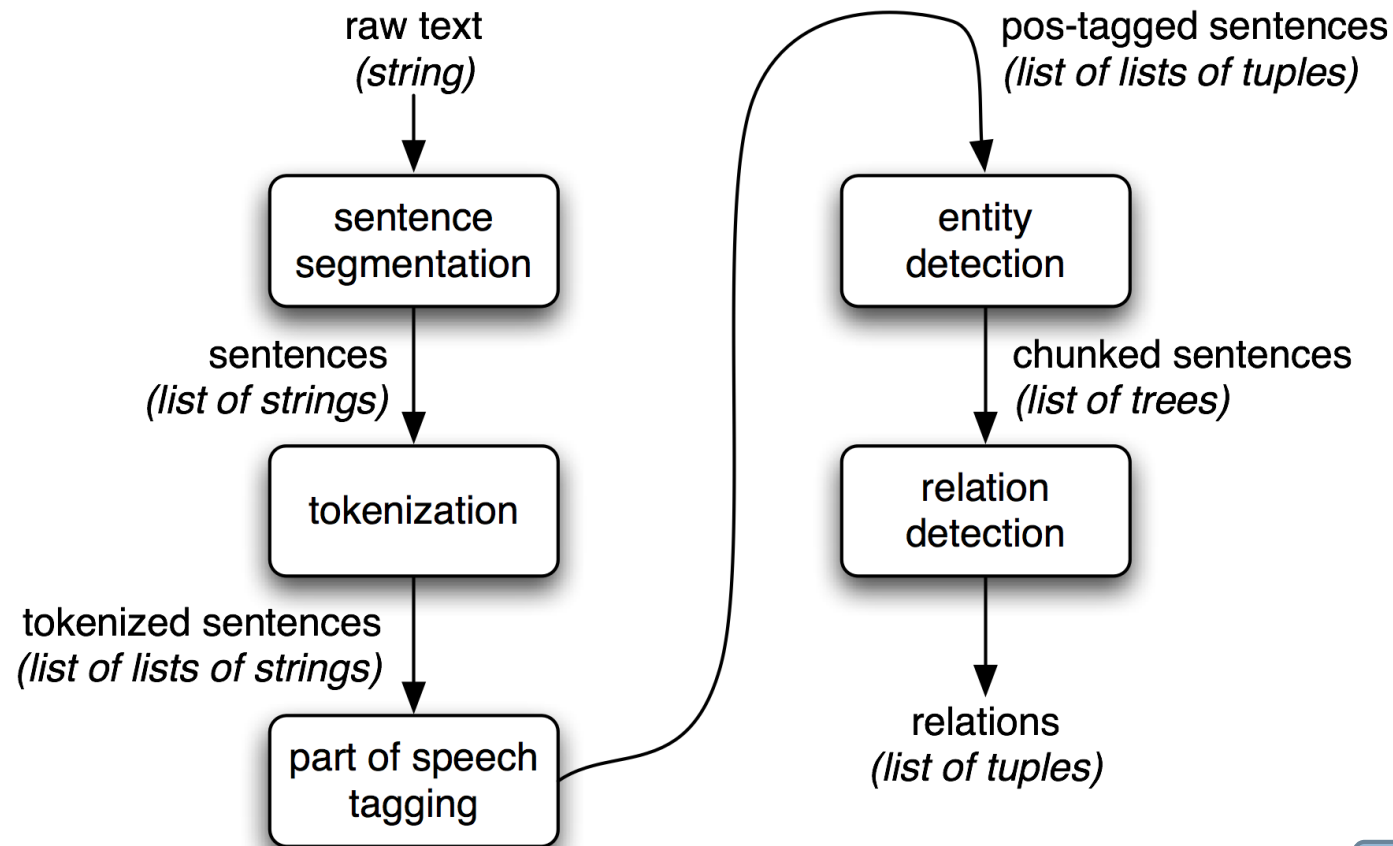 raw text
(string)
sentence
segmentation
sentences
(list of strings)
tokenization
tokenized sentences
(list of lists of strings)
part of speech
tagging
pos-tagged sentences
(list of lists of tuples)
entity
detection
chunked sentences
(list of trees)
relation
detection
relations
(list of tuples)